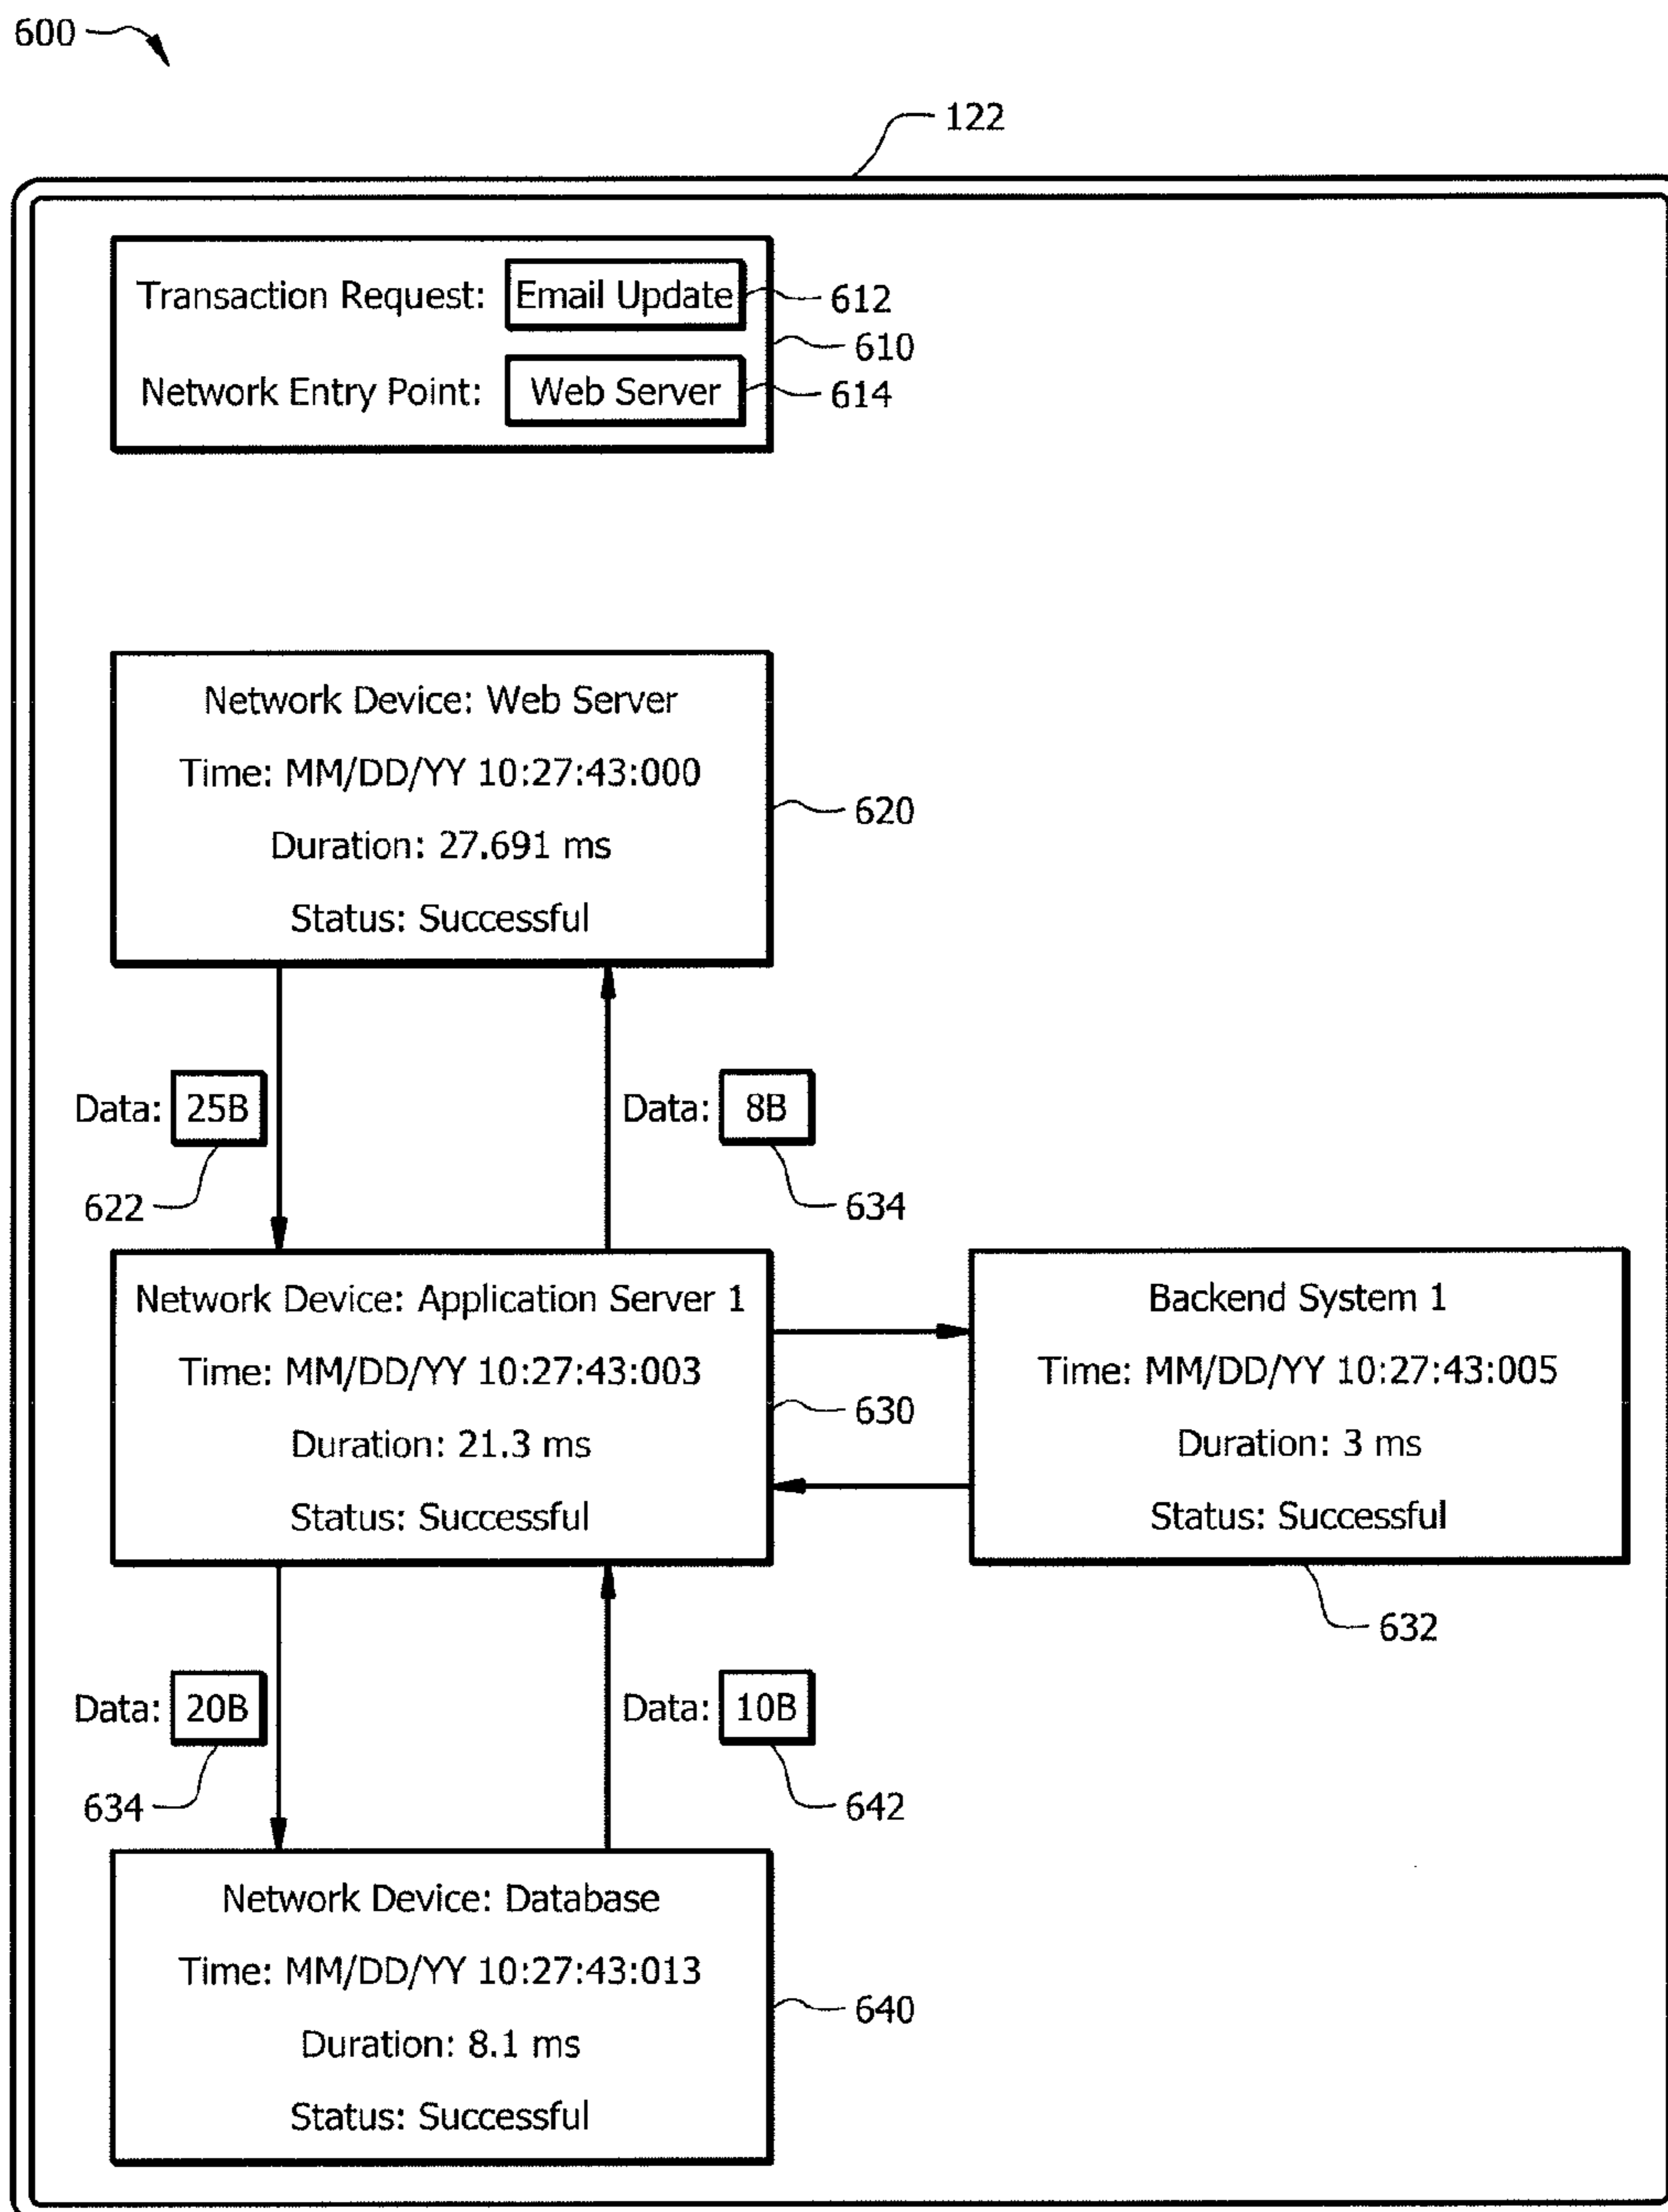 600
122
Transaction Request: Email Update 612
610
Network Entry Point: Web Server 614
Network Device: Web Server
Time: MM/DD/YY 10:27:43:000
620
Duration: 27.691 ms
Status: Successful
Data: 25B Data: 8B
622 634
Network Device: Application Server 1
Time: MM/DD/YY 10:27:43:003
630
Duration: 21.3 ms
Status: Successful
Backend System 1
Time: MM/DD/YY 10:27:43:005
Duration: 3 ms
Status: Successful
632
Data: 20B Data: 10B
634 642
Network Device: Database
Time: MM/DD/YY 10:27:43:013
640
Duration: 8.1 ms
Status: Successful